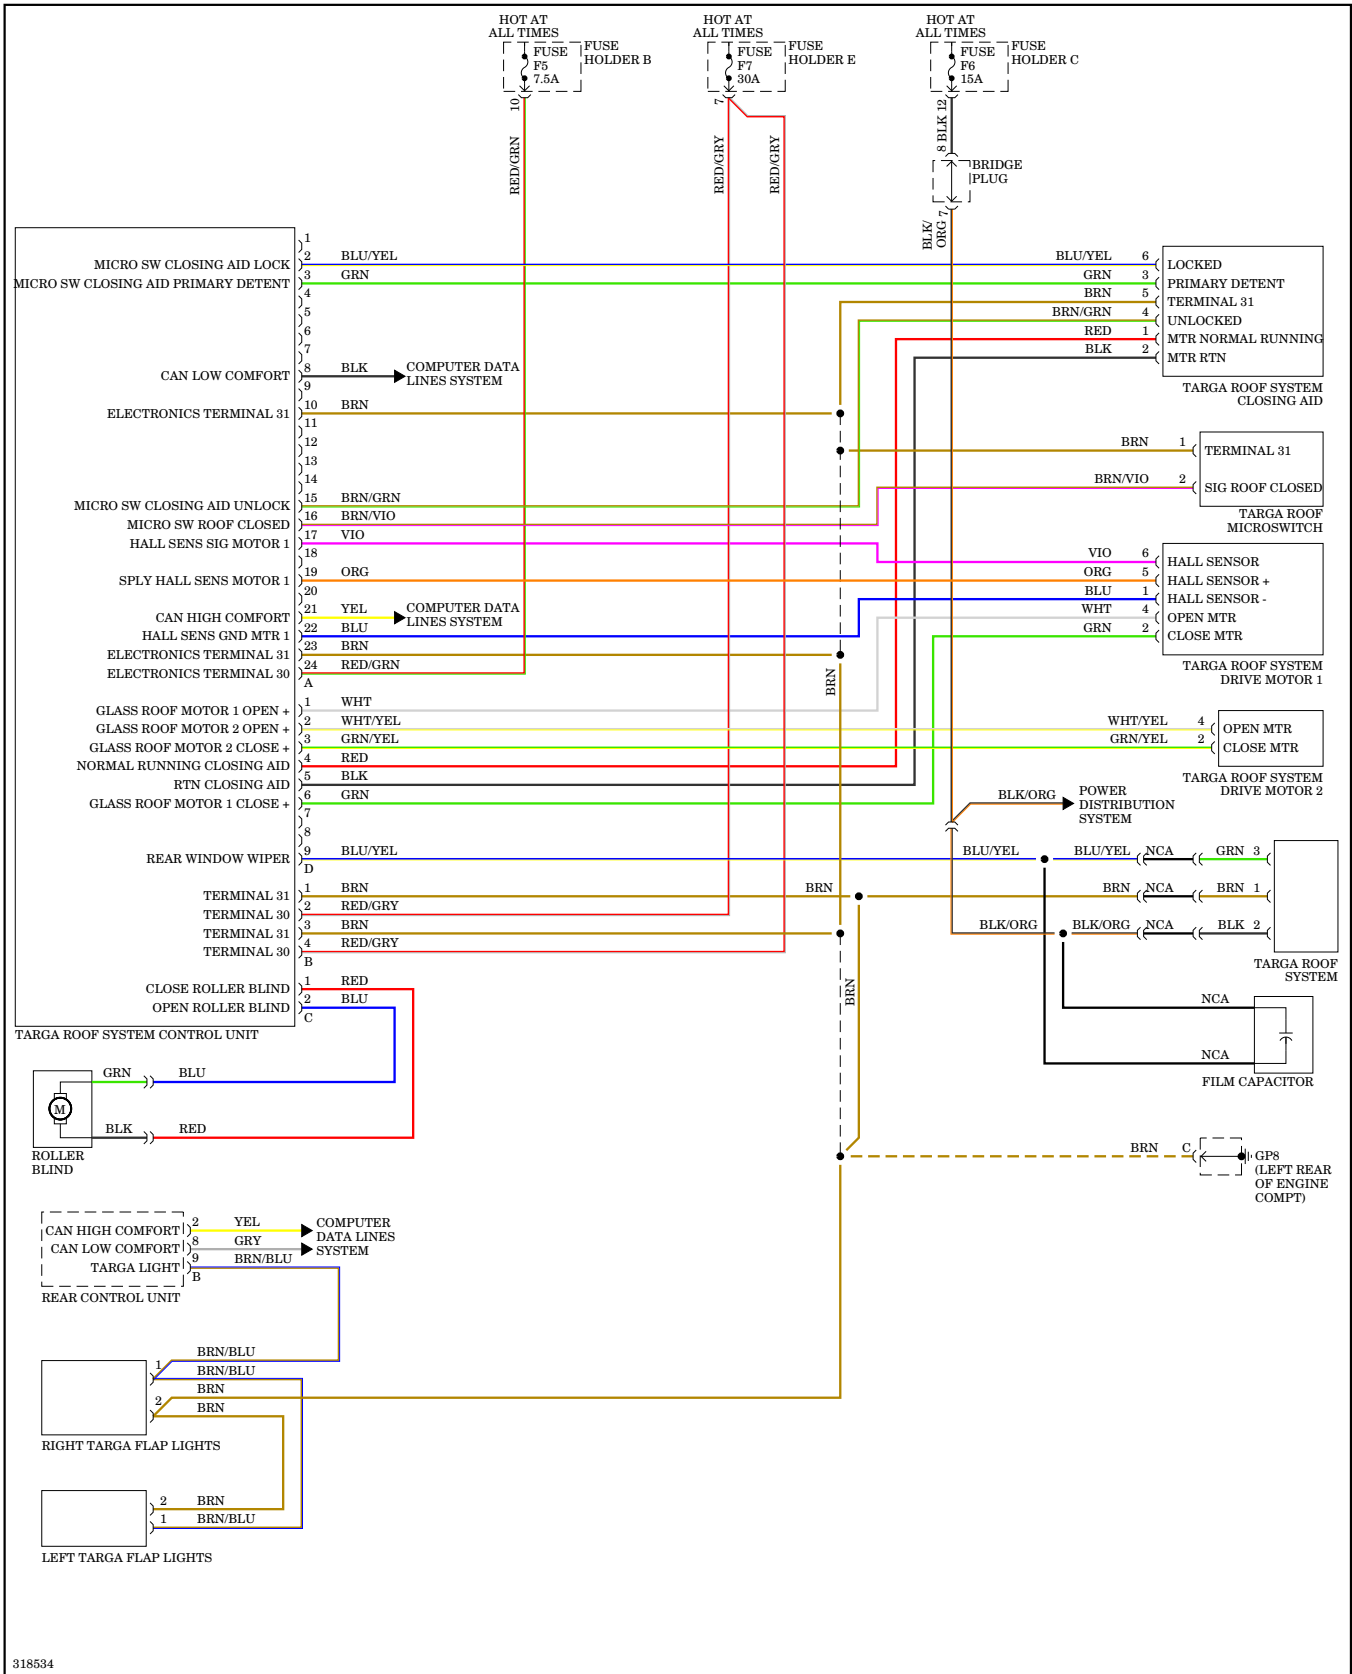 HOT AT
ALL TIMES
FUSE
F5
7.5A
FUSE
HOLDER B
10
RED/GRN
HOT AT
ALL TIMES
FUSE
F7
30A
FUSE
HOLDER E
7
RED/GRY
RED/GRY
HOT AT
ALL TIMES
FUSE
F6
15A
FUSE
HOLDER C
8 BLK 12
BRIDGE
PLUG
BLK/
ORG 7
1
MICRO SW CLOSING AID LOCK 2 BLU/YEL
MICRO SW CLOSING AID PRIMARY DETENT 3 GRN
4
5
6
7
CAN LOW COMFORT 8 BLK COMPUTER DATA
LINES SYSTEM
9
ELECTRONICS TERMINAL 31 10 BRN
11
12
13
14
MICRO SW CLOSING AID UNLOCK 15 BRN/GRN
MICRO SW ROOF CLOSED 16 BRN/VIO
HALL SENS SIG MOTOR 1 17 VIO
18
SPLY HALL SENS MOTOR 1 19 ORG
20
CAN HIGH COMFORT 21 YEL COMPUTER DATA
LINES SYSTEM
HALL SENS GND MTR 1 22 BLU
ELECTRONICS TERMINAL 31 23 BRN
ELECTRONICS TERMINAL 30 24 RED/GRN
A
GLASS ROOF MOTOR 1 OPEN + 1 WHT
GLASS ROOF MOTOR 2 OPEN + 2 WHT/YEL
GLASS ROOF MOTOR 2 CLOSE + 3 GRN/YEL
NORMAL RUNNING CLOSING AID 4 RED
RTN CLOSING AID 5 BLK
GLASS ROOF MOTOR 1 CLOSE + 6 GRN
7
8
REAR WINDOW WIPER 9 BLU/YEL
D
TERMINAL 31 1 BRN
TERMINAL 30 2 RED/GRY
TERMINAL 31 3 BRN
TERMINAL 30 4 RED/GRY
B
CLOSE ROLLER BLIND 1 RED
OPEN ROLLER BLIND 2 BLU
C
TARGA ROOF SYSTEM CONTROL UNIT
BLU/YEL 6 LOCKED
GRN 3 PRIMARY DETENT
BRN 5 TERMINAL 31
BRN/GRN 4 UNLOCKED
RED 1 MTR NORMAL RUNNING
BLK 2 MTR RTN
TARGA ROOF SYSTEM
CLOSING AID
BRN 1 TERMINAL 31
BRN/VIO 2 SIG ROOF CLOSED
TARGA ROOF
MICROSWITCH
VIO 6 HALL SENSOR
ORG 5 HALL SENSOR +
BLU 1 HALL SENSOR -
WHT 4 OPEN MTR
GRN 2 CLOSE MTR
TARGA ROOF SYSTEM
DRIVE MOTOR 1
BRN
WHT/YEL 4 OPEN MTR
GRN/YEL 2 CLOSE MTR
TARGA ROOF SYSTEM
DRIVE MOTOR 2
BLK/ORG POWER
DISTRIBUTION
SYSTEM
BLU/YEL BLU/YEL NCA GRN 3
BRN BRN NCA BRN 1
BLK/ORG BLK/ORG NCA BLK 2
TARGA ROOF
SYSTEM
BRN
NCA
NCA
FILM CAPACITOR
GRN BLU
M
BLK RED
ROLLER
BLIND
BRN C GP8
(LEFT REAR
OF ENGINE
COMPT)
CAN HIGH COMFORT 2 YEL COMPUTER
DATA LINES
SYSTEM
CAN LOW COMFORT 8 GRY
TARGA LIGHT 9 BRN/BLU
B
REAR CONTROL UNIT
1 BRN/BLU
BRN/BLU
2 BRN
BRN
RIGHT TARGA FLAP LIGHTS
2 BRN
1 BRN/BLU
LEFT TARGA FLAP LIGHTS
318534